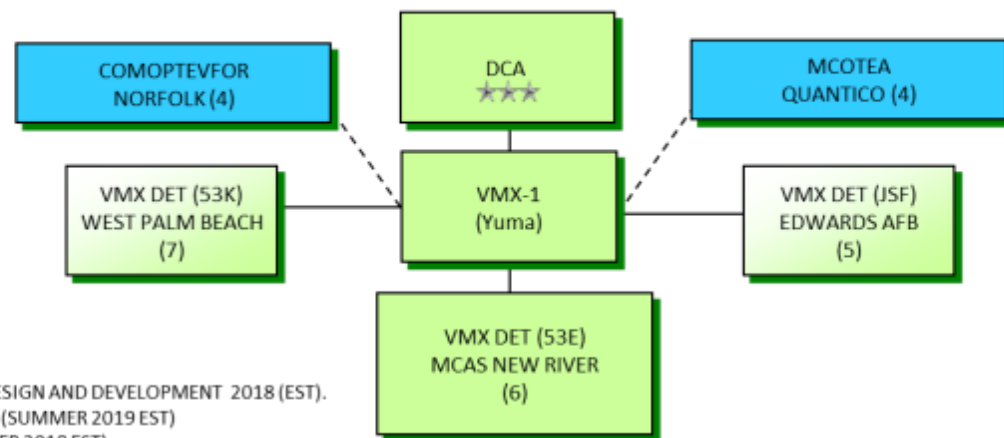 COMOPTEVFOR
NORFOLK (4)
DCA
MCOTEA
QUANTICO (4)
VMX DET (53K)
WEST PALM BEACH
(7)
VMX-1
(Yuma)
VMX DET (JSF)
EDWARDS AFB
(5)
VMX DET (53E)
MCAS NEW RIVER
(6)
ESIGN AND DEVELOPMENT 2018 (EST).
(SUMMER 2019 EST)